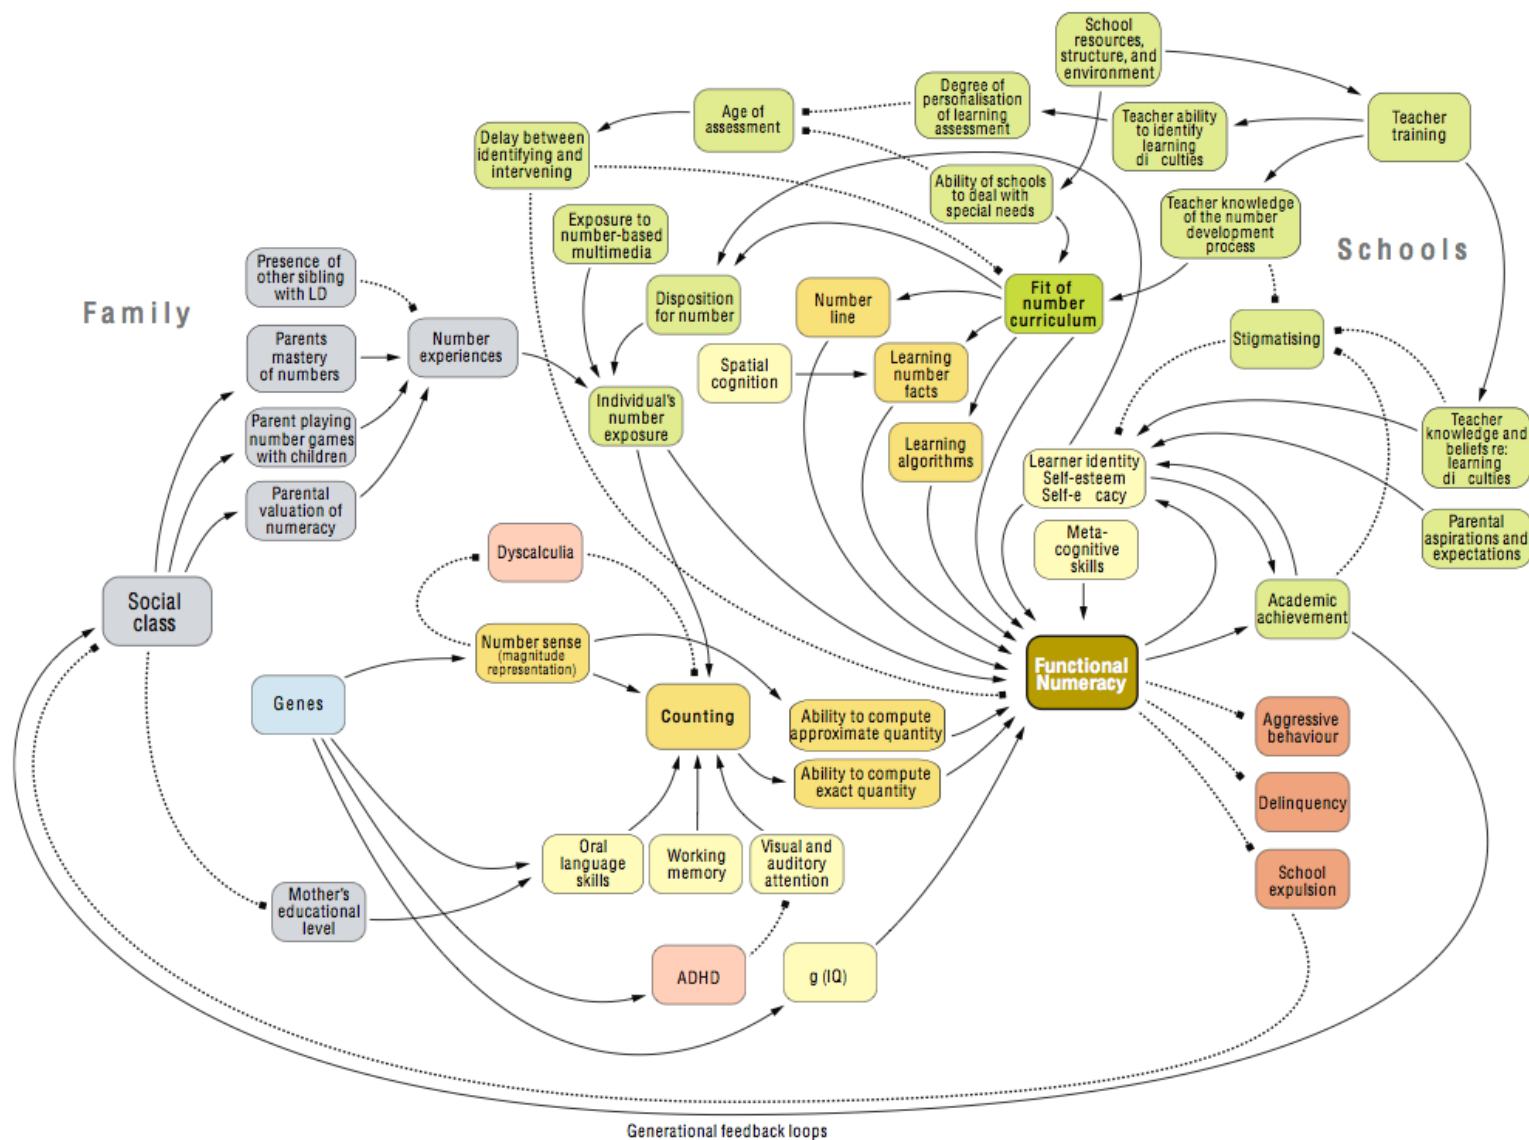 School
resources,
structure, and
environment
Degree of
personalisation
of learning
assessment
Age of
assessment
Teacher ability
to identify
learning
di culties
Teacher
training
Delay between
identifying and
intervening
Ability of schools
to deal with
special needs
Teacher knowledge
of the number
development
process
Exposure to
number-based
multimedia
Schools
Presence of
other sibling
with LD
Family
Disposition
for number
Number
line
Fit of
number
curriculum
Stigmatising
Parents
mastery
of numbers
Number
experiences
Spatial
cognition
Learning
number
facts
Individual's
number
exposure
Parent playing
number games
with children
Learning
algorithms
Learner identity
Self-esteem
Self-e cacy
Teacher
knowledge and
beliefs re:
learning
di culties
Parental
valuation of
numeracy
Meta-
cognitive
skills
Parental
aspirations and
expectations
Dyscalculia
Social
class
Academic
achievement
Number sense
(magnitude
representation)
Functional
Numeracy
Genes
Counting
Ability to compute
approximate quantity
Aggressive
behaviour
Ability to compute
exact quantity
Delinquency
Oral
language
skills
Working
memory
Visual and
auditory
attention
School
expulsion
Mother's
educational
level
ADHD
g (IQ)
Generational feedback loops